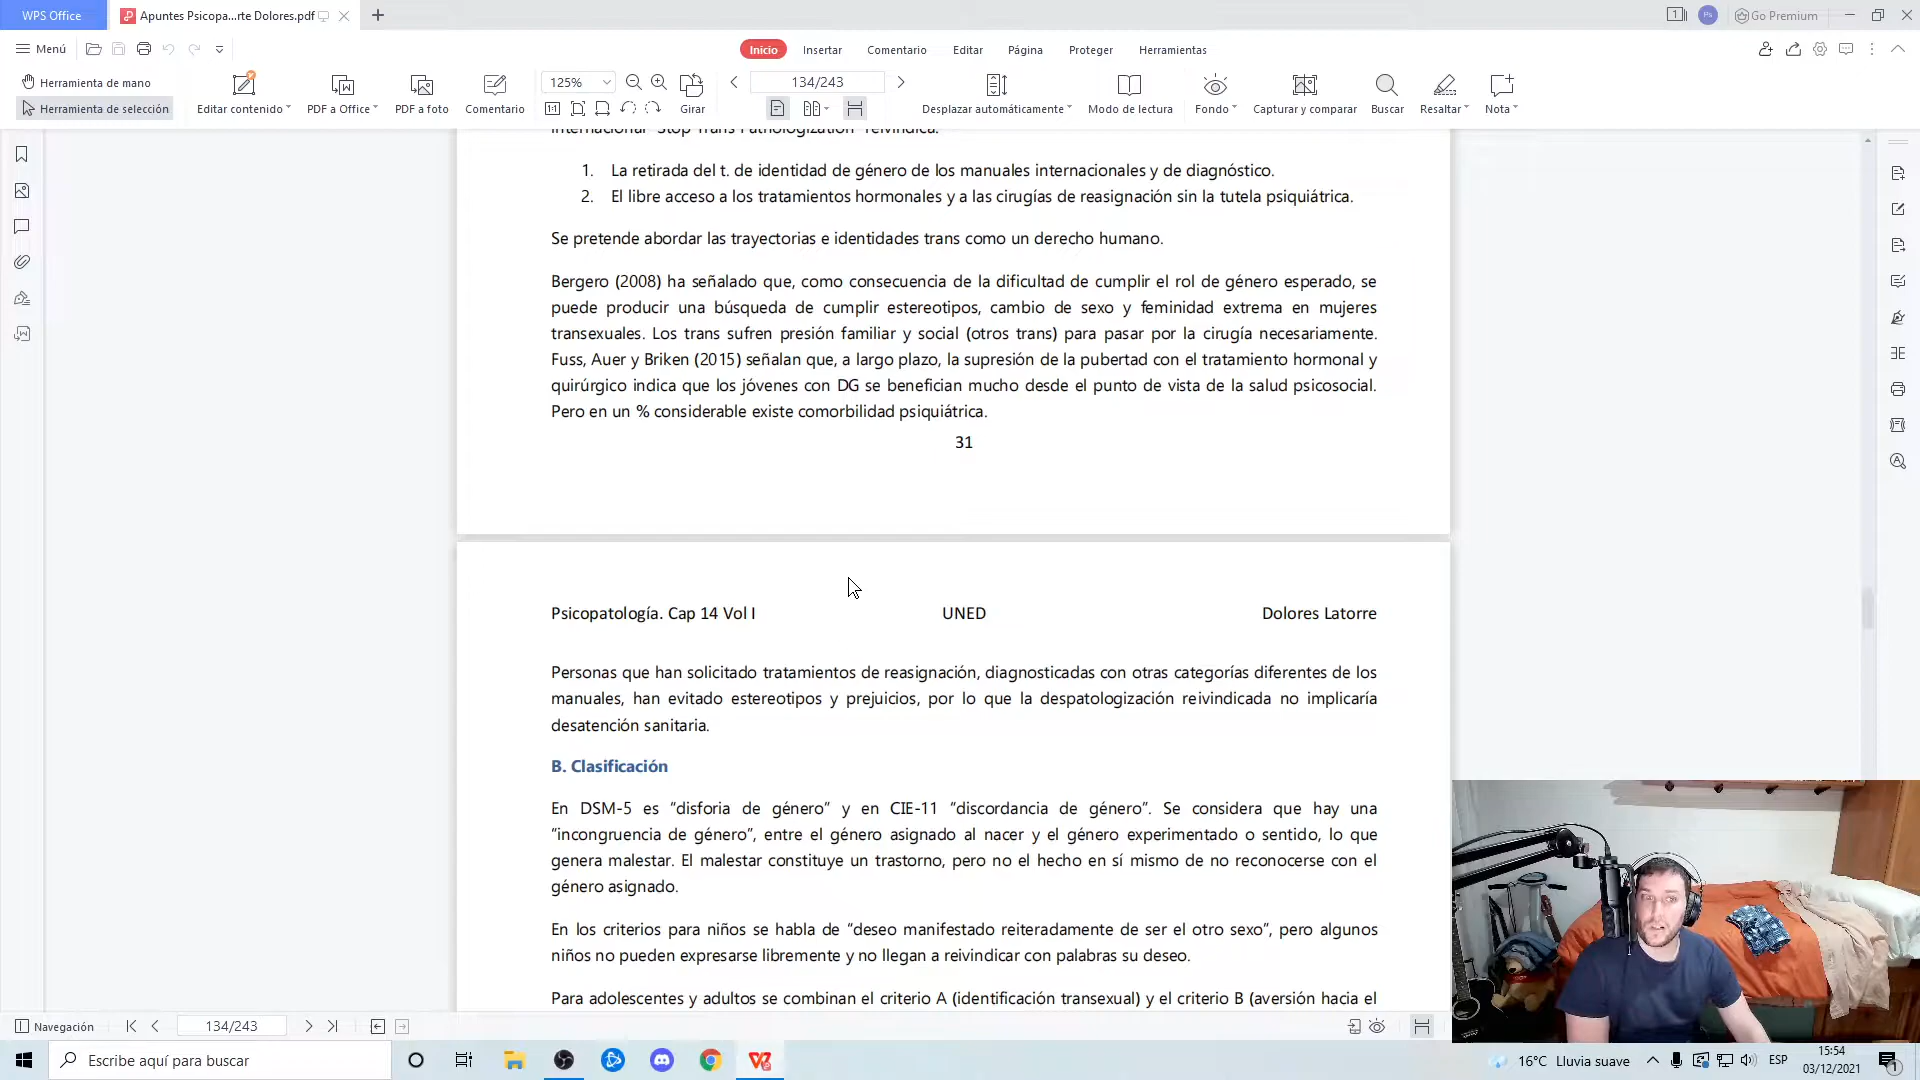 WPS Office
Apuntes Psicopa...rte Dolores.pdf
1
Ps
Go Premium
Menú
Inicio
Insertar
Comentario
Editar
Página
Proteger
Herramientas
Herramienta de mano
Herramienta de selección
Editar contenido
PDF a Office
PDF a foto
Comentario
125%
Girar
134/243
Desplazar automáticamente
Modo de lectura
Fondo
Capturar y comparar
Buscar
Resaltar
Nota
internacional "Stop Trans Pathologization" reivindica:
1. La retirada del t. de identidad de género de los manuales internacionales y de diagnóstico.
2. El libre acceso a los tratamientos hormonales y a las cirugías de reasignación sin la tutela psiquiátrica.
Se pretende abordar las trayectorias e identidades trans como un derecho humano.
Bergero (2008) ha señalado que, como consecuencia de la dificultad de cumplir el rol de género esperado, se
puede producir una búsqueda de cumplir estereotipos, cambio de sexo y feminidad extrema en mujeres
transexuales. Los trans sufren presión familiar y social (otros trans) para pasar por la cirugía necesariamente.
Fuss, Auer y Briken (2015) señalan que, a largo plazo, la supresión de la pubertad con el tratamiento hormonal y
quirúrgico indica que los jóvenes con DG se benefician mucho desde el punto de vista de la salud psicosocial.
Pero en un % considerable existe comorbilidad psiquiátrica.
31
Psicopatología. Cap 14 Vol I UNED Dolores Latorre
Personas que han solicitado tratamientos de reasignación, diagnosticadas con otras categorías diferentes de los
manuales, han evitado estereotipos y prejuicios, por lo que la despatologización reivindicada no implicaría
desatención sanitaria.
B. Clasificación
En DSM-5 es "disforia de género" y en CIE-11 "discordancia de género". Se considera que hay una
"incongruencia de género", entre el género asignado al nacer y el género experimentado o sentido, lo que
genera malestar. El malestar constituye un trastorno, pero no el hecho en sí mismo de no reconocerse con el
género asignado.
En los criterios para niños se habla de "deseo manifestado reiteradamente de ser el otro sexo", pero algunos
niños no pueden expresarse libremente y no llegan a reivindicar con palabras su deseo.
Para adolescentes y adultos se combinan el criterio A (identificación transexual) y el criterio B (aversión hacia el
Navegación
134/243
Escribe aquí para buscar
16°C Lluvia suave
ESP
15:54
03/12/2021
1